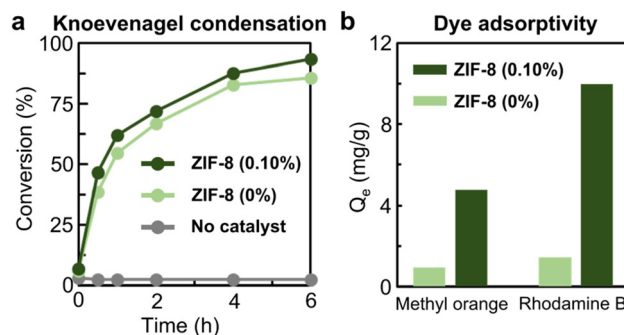 a Knoevenagel condensation
Conversion (%)
100
75
50
25
0
ZIF-8 (0.10%)
ZIF-8 (0%)
No catalyst
0 2 4 6
Time (h)
b Dye adsorptivity
Qe (mg/g)
12
8
4
0
ZIF-8 (0.10%)
ZIF-8 (0%)
Methyl orange Rhodamine B